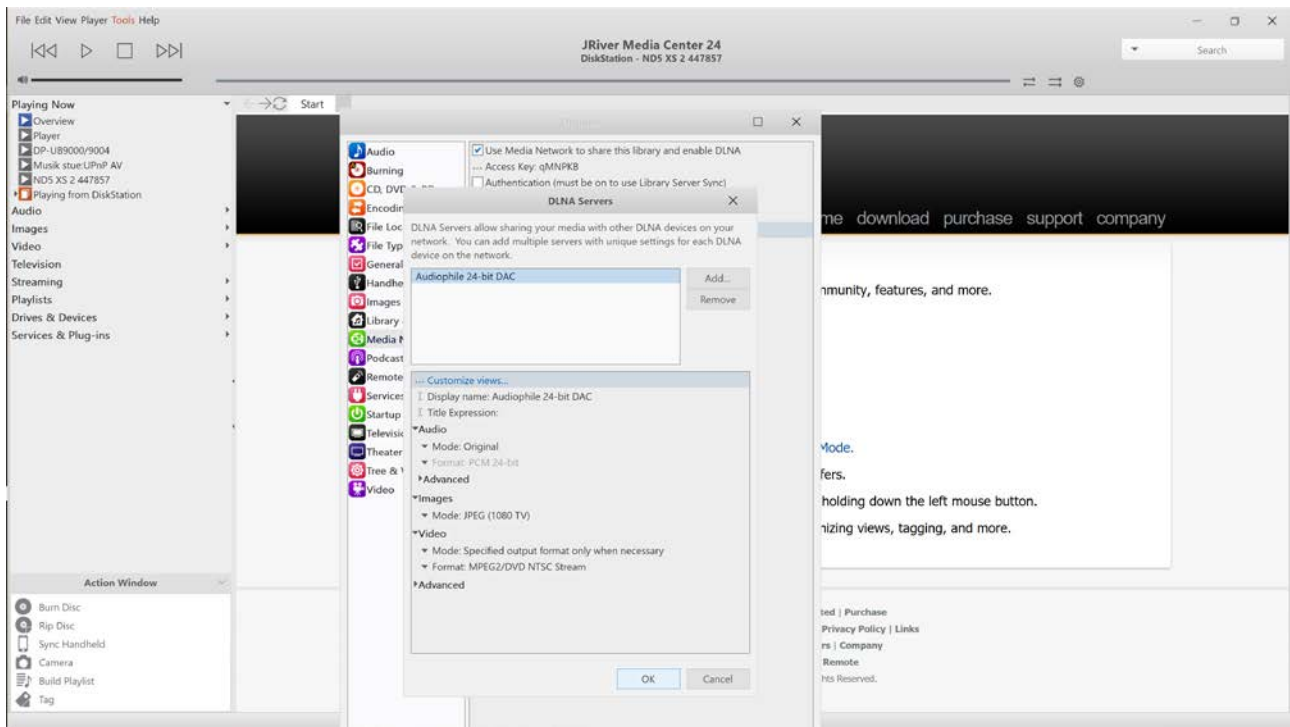 File Edit View Player Tools Help
JRiver Media Center 24
DiskStation - ND5 XS 2 447857
Search
Playing Now
Overview
Player
DP-UB9000/9004
Musik stue:UPnP AV
ND5 XS 2 447857
Playing from DiskStation
Audio
Images
Video
Television
Streaming
Playlists
Drives & Devices
Services & Plug-ins
Start
Audio
Burning
CD, DVD
Encodin
File Loc
File Typ
General
Handhe
Images
Library
Media N
Podcast
Remote
Services
Startup
Televisi
Theater
Tree & V
Video
Use Media Network to share this library and enable DLNA
... Access Key: qMNPKB
Authentication (must be on to use Library Server Sync)
DLNA Servers
DLNA Servers allow sharing your media with other DLNA devices on your
network. You can add multiple servers with unique settings for each DLNA
device on the network.
Audiophile 24-bit DAC
Add...
Remove
... Customize views...
Display name: Audiophile 24-bit DAC
Title Expression:
Audio
Mode: Original
Format: PCM 24-bit
Advanced
Images
Mode: JPEG (1080 TV)
Video
Mode: Specified output format only when necessary
Format: MPEG2/DVD NTSC Stream
Advanced
OK
Cancel
me download purchase support company
mmunity, features, and more.
Mode.
fers.
holding down the left mouse button.
nizing views, tagging, and more.
ted | Purchase
Privacy Policy | Links
rs | Company
Remote
hts Reserved.
Action Window
Burn Disc
Rip Disc
Sync Handheld
Camera
Build Playlist
Tag